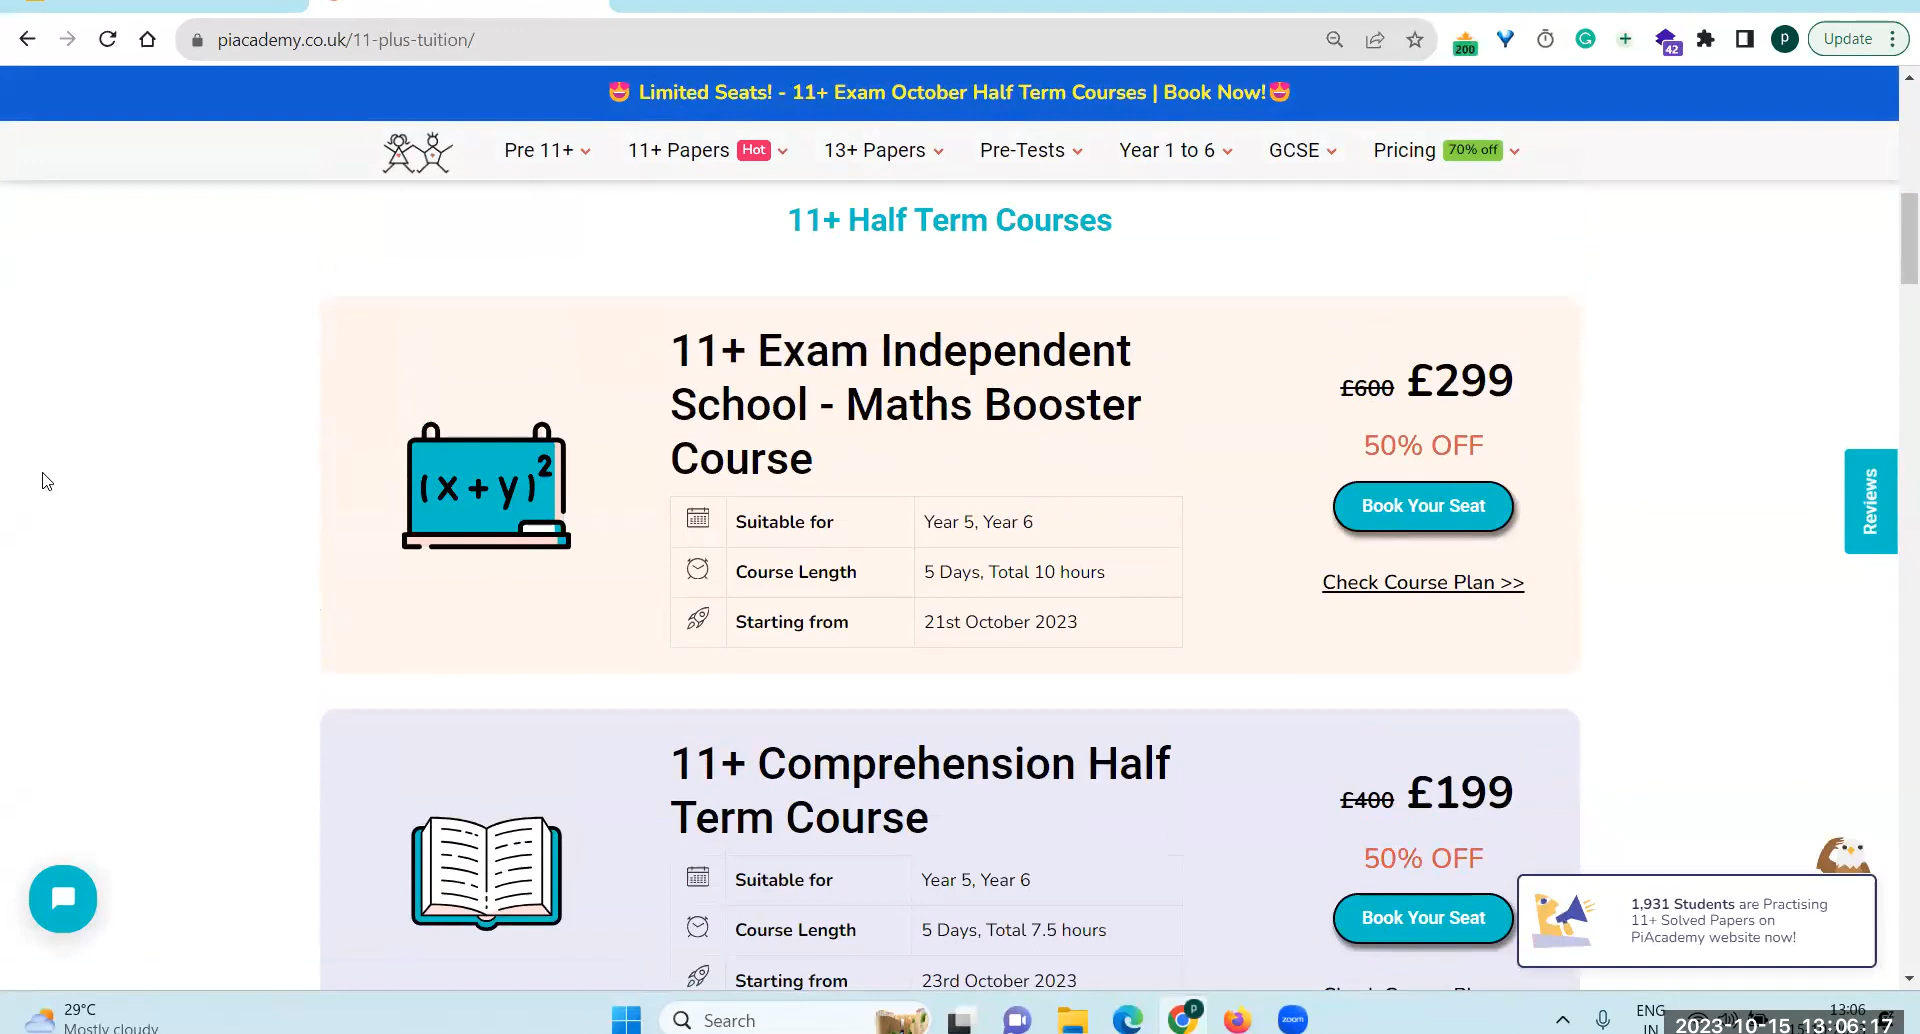 piacademy.co.uk/11-plus-tuition/
200
42
P
Update
Limited Seats! - 11+ Exam October Half Term Courses | Book Now!
Pre 11+
11+ Papers Hot
13+ Papers
Pre-Tests
Year 1 to 6
GCSE
Pricing 70% off
11+ Half Term Courses
11+ Exam Independent
School - Maths Booster
Course
(x+y)²
Suitable for Year 5, Year 6
Course Length 5 Days, Total 10 hours
Starting from 21st October 2023
£600 £299
50% OFF
Book Your Seat
Check Course Plan >>
Reviews
11+ Comprehension Half
Term Course
Suitable for Year 5, Year 6
Course Length 5 Days, Total 7.5 hours
Starting from 23rd October 2023
£400 £199
50% OFF
Book Your Seat
1,931 Students are Practising
11+ Solved Papers on
PiAcademy website now!
29°C
Mostly cloudy
Search
P
zoom
ENG
IN
13:06
2023-10-15 13:06:17